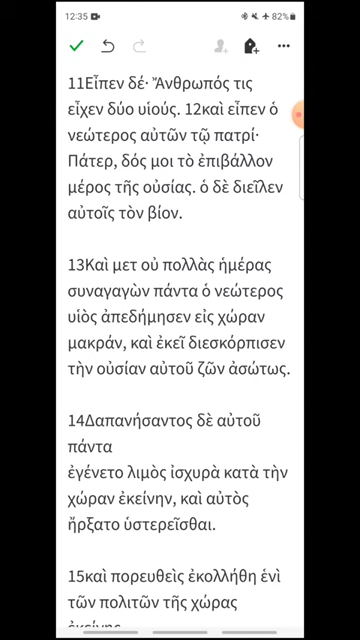 12:35
82%
11Εἶπεν δέ· Ἄνθρωπός τις
εἶχεν δύο υἱούς. 12καὶ εἶπεν ὁ
νεώτερος αὐτῶν τῷ πατρί·
Πάτερ, δός μοι τὸ ἐπιβάλλον
μέρος τῆς οὐσίας. ὁ δὲ διεῖλεν
αὐτοῖς τὸν βίον.
13Καὶ μετ οὐ πολλὰς ἡμέρας
συναγαγὼν πάντα ὁ νεώτερος
υἱὸς ἀπεδήμησεν εἰς χώραν
μακράν, καὶ ἐκεῖ διεσκόρπισεν
τὴν οὐσίαν αὐτοῦ ζῶν ἀσώτως.
14Δαπανήσαντος δὲ αὐτοῦ
πάντα
ἐγένετο λιμὸς ἰσχυρὰ κατὰ τὴν
χώραν ἐκείνην, καὶ αὐτὸς
ἤρξατο ὑστερεῖσθαι.
15καὶ πορευθεὶς ἐκολλήθη ἑνὶ
τῶν πολιτῶν τῆς χώρας
ἐκείνης